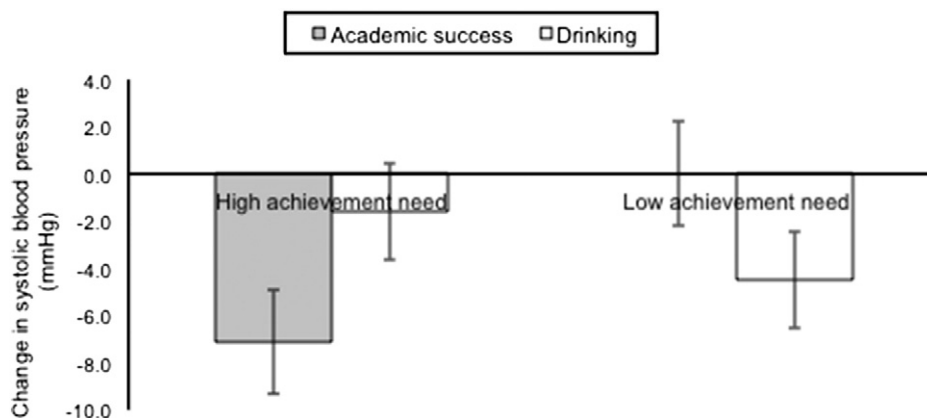 Academic success Drinking
Change in systolic blood pressure
(mmHg)
4.0
2.0
0.0
-2.0
-4.0
-6.0
-8.0
-10.0
High achievement need
Low achievement need